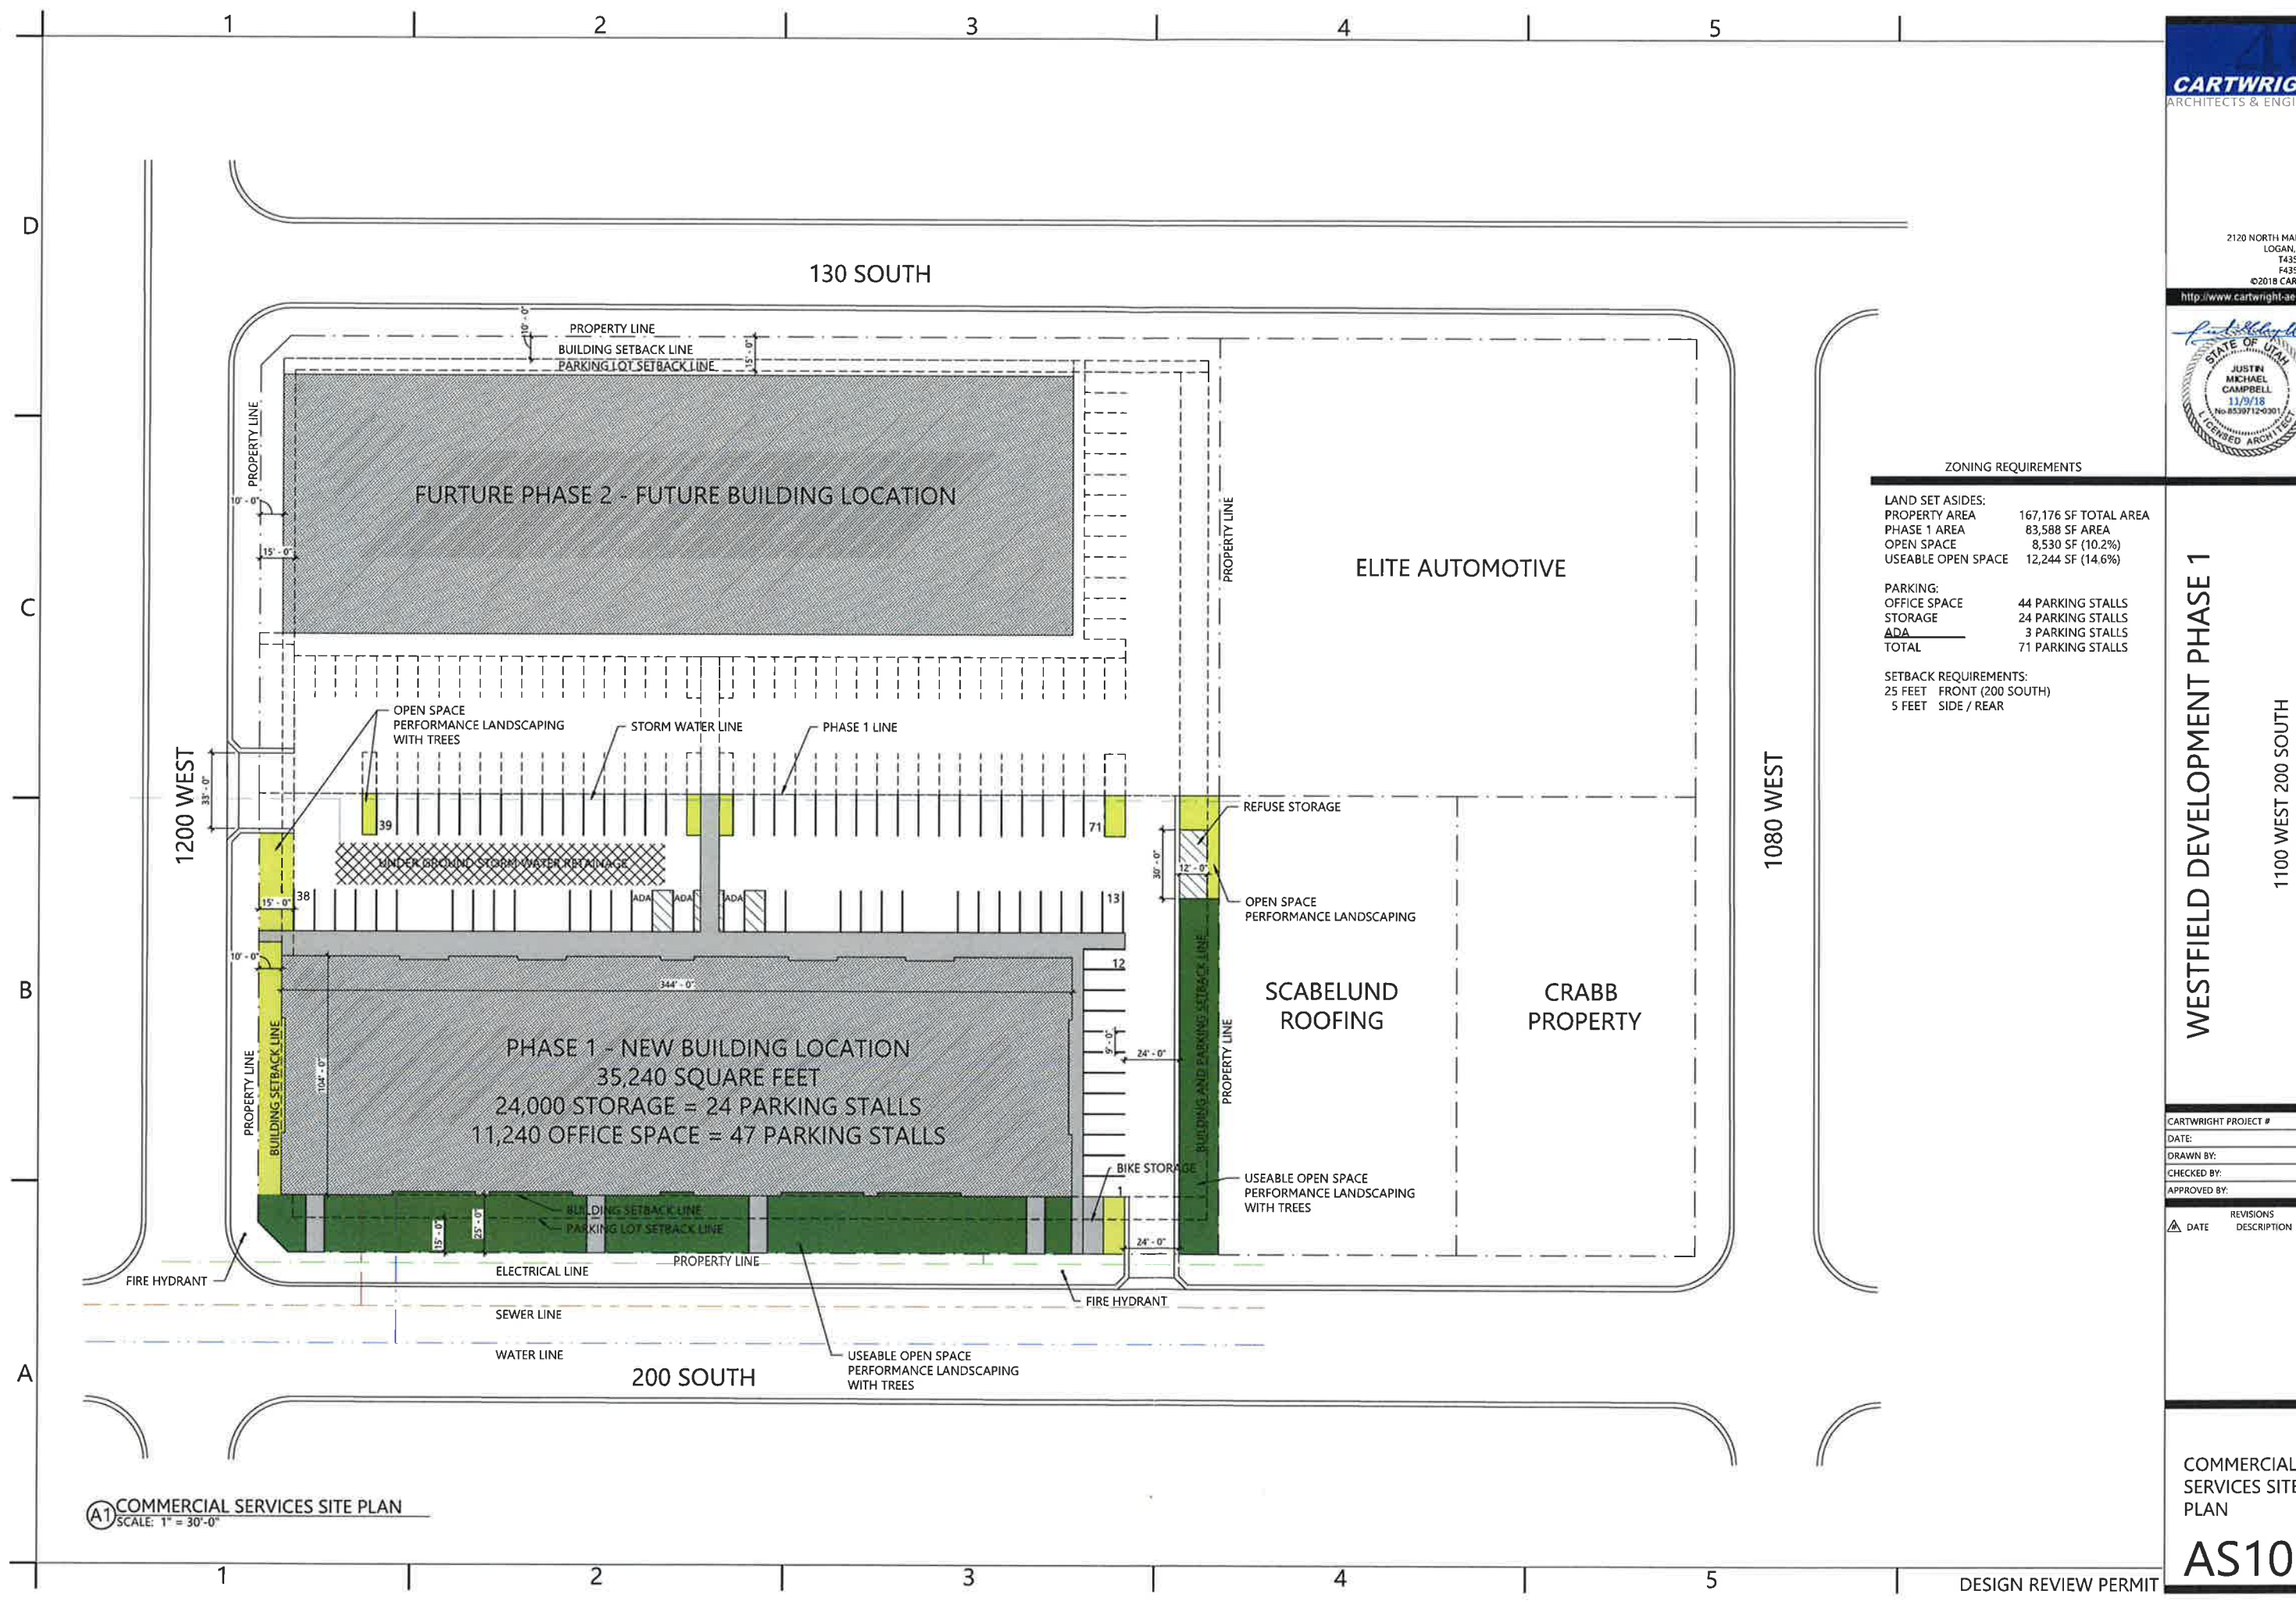 1 2 3 4 5
D
C
B
A
130 SOUTH
10' - 0"
PROPERTY LINE
BUILDING SETBACK LINE
PARKING LOT SETBACK LINE
15' - 0"
PROPERTY LINE
10' - 0"
15' - 0"
FURTURE PHASE 2 - FUTURE BUILDING LOCATION
PROPERTY LINE
ELITE AUTOMOTIVE
OPEN SPACE
PERFORMANCE LANDSCAPING
WITH TREES
STORM WATER LINE
PHASE 1 LINE
1200 WEST
33' - 0"
39
71
UNDER GROUND STORM WATER RETAINAGE
38
15' - 0"
ADA
ADA
ADA
13
REFUSE STORAGE
30' - 0"
12' - 0"
OPEN SPACE
PERFORMANCE LANDSCAPING
1080 WEST
10' - 0"
344' - 0"
12
PROPERTY LINE
BUILDING SETBACK LINE
104' - 0"
PHASE 1 - NEW BUILDING LOCATION
35,240 SQUARE FEET
24,000 STORAGE = 24 PARKING STALLS
11,240 OFFICE SPACE = 47 PARKING STALLS
9' - 0"
24' - 0"
BUILDING AND PARKING SETBACK LINE
PROPERTY LINE
SCABELUND
ROOFING
CRABB
PROPERTY
BIKE STORAGE
1
USEABLE OPEN SPACE
PERFORMANCE LANDSCAPING
WITH TREES
BUILDING SETBACK LINE
PARKING LOT SETBACK LINE
15' - 0"
25' - 0"
24' - 0"
PROPERTY LINE
ELECTRICAL LINE
FIRE HYDRANT
FIRE HYDRANT
SEWER LINE
WATER LINE
200 SOUTH
USEABLE OPEN SPACE
PERFORMANCE LANDSCAPING
WITH TREES
A1 COMMERCIAL SERVICES SITE PLAN
SCALE: 1" = 30'-0"
1 2 3 4 5
DESIGN REVIEW PERMIT
ZONING REQUIREMENTS
LAND SET ASIDES:
PROPERTY AREA 167,176 SF TOTAL AREA
PHASE 1 AREA 83,588 SF AREA
OPEN SPACE 8,530 SF (10.2%)
USEABLE OPEN SPACE 12,244 SF (14.6%)
PARKING:
OFFICE SPACE 44 PARKING STALLS
STORAGE 24 PARKING STALLS
ADA 3 PARKING STALLS
TOTAL 71 PARKING STALLS
SETBACK REQUIREMENTS:
25 FEET FRONT (200 SOUTH)
5 FEET SIDE / REAR
CARTWRIG
ARCHITECTS & ENGI
2120 NORTH MA
LOGAN,
T435
F435
©2018 CAR
http://www.cartwright-ae
STATE OF UTAH
JUSTIN
MICHAEL
CAMPBELL
11/9/18
No.8539712-0301
LICENSED ARCHITECT
WESTFIELD DEVELOPMENT PHASE 1
1100 WEST 200 SOUTH
CARTWRIGHT PROJECT #
DATE:
DRAWN BY:
CHECKED BY:
APPROVED BY:
REVISIONS
# DATE DESCRIPTION
COMMERCIAL
SERVICES SITE
PLAN
AS10